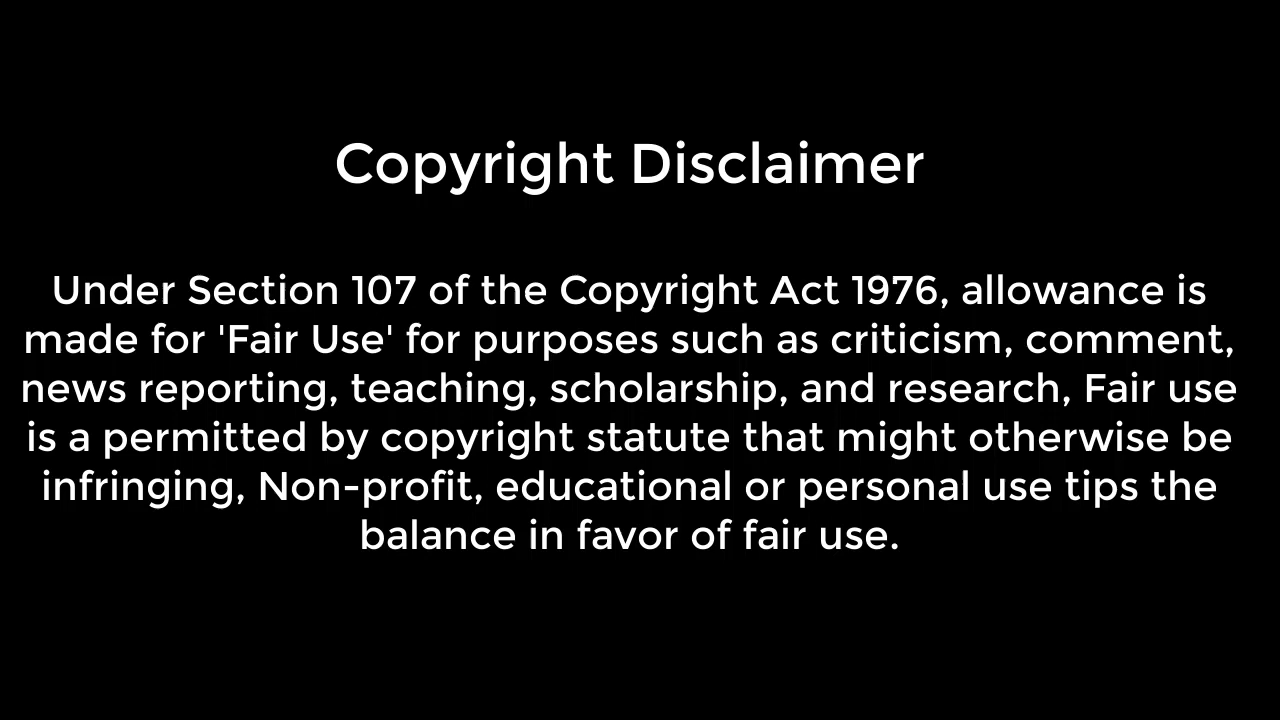 Copyright Disclaimer
Under Section 107 of the Copyright Act 1976, allowance is
made for 'Fair Use' for purposes such as criticism, comment,
news reporting, teaching, scholarship, and research, Fair use
is a permitted by copyright statute that might otherwise be
infringing, Non-profit, educational or personal use tips the
balance in favor of fair use.